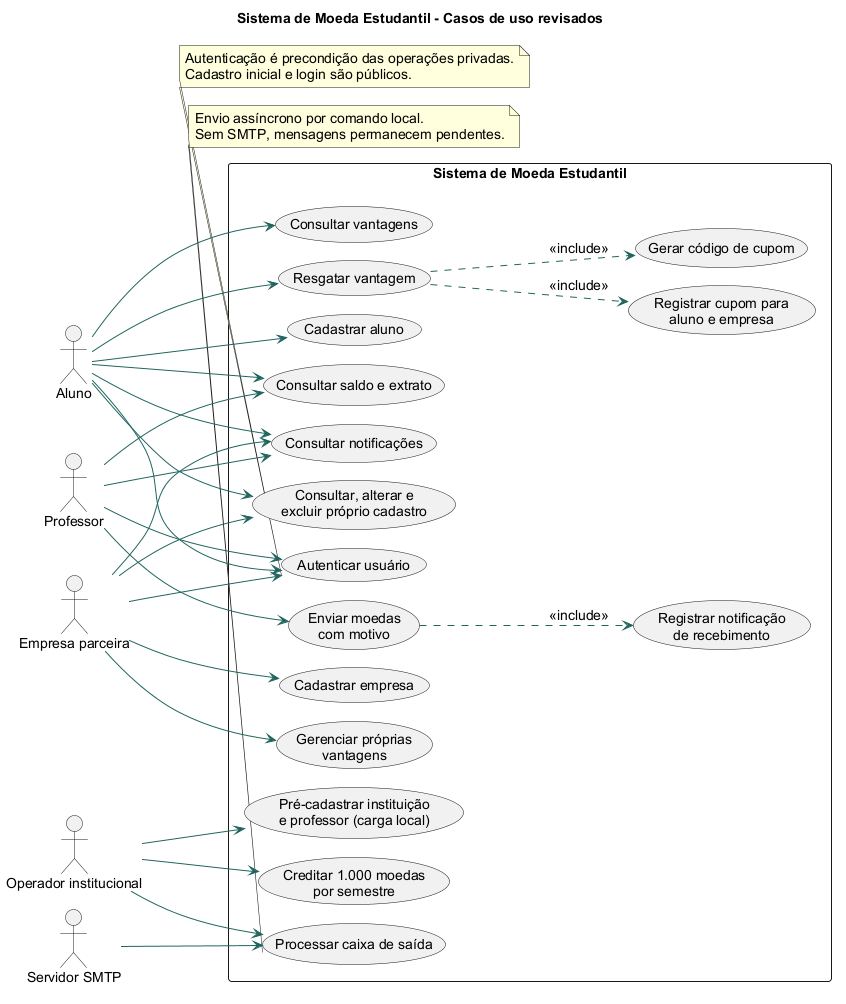 Sistema de Moeda Estudantil - Casos de uso revisados
Autenticação é precondição das operações privadas.
Cadastro inicial e login são públicos.
Envio assíncrono por comando local.
Sem SMTP, mensagens permanecem pendentes.
Sistema de Moeda Estudantil
Consultar vantagens
Resgatar vantagem
«include»
Gerar código de cupom
«include»
Registrar cupom para
aluno e empresa
Cadastrar aluno
Aluno
Consultar saldo e extrato
Consultar notificações
Professor
Consultar, alterar e
excluir próprio cadastro
Autenticar usuário
Empresa parceira
Enviar moedas
com motivo
«include»
Registrar notificação
de recebimento
Cadastrar empresa
Gerenciar próprias
vantagens
Pré-cadastrar instituição
e professor (carga local)
Operador institucional
Creditar 1.000 moedas
por semestre
Processar caixa de saída
Servidor SMTP